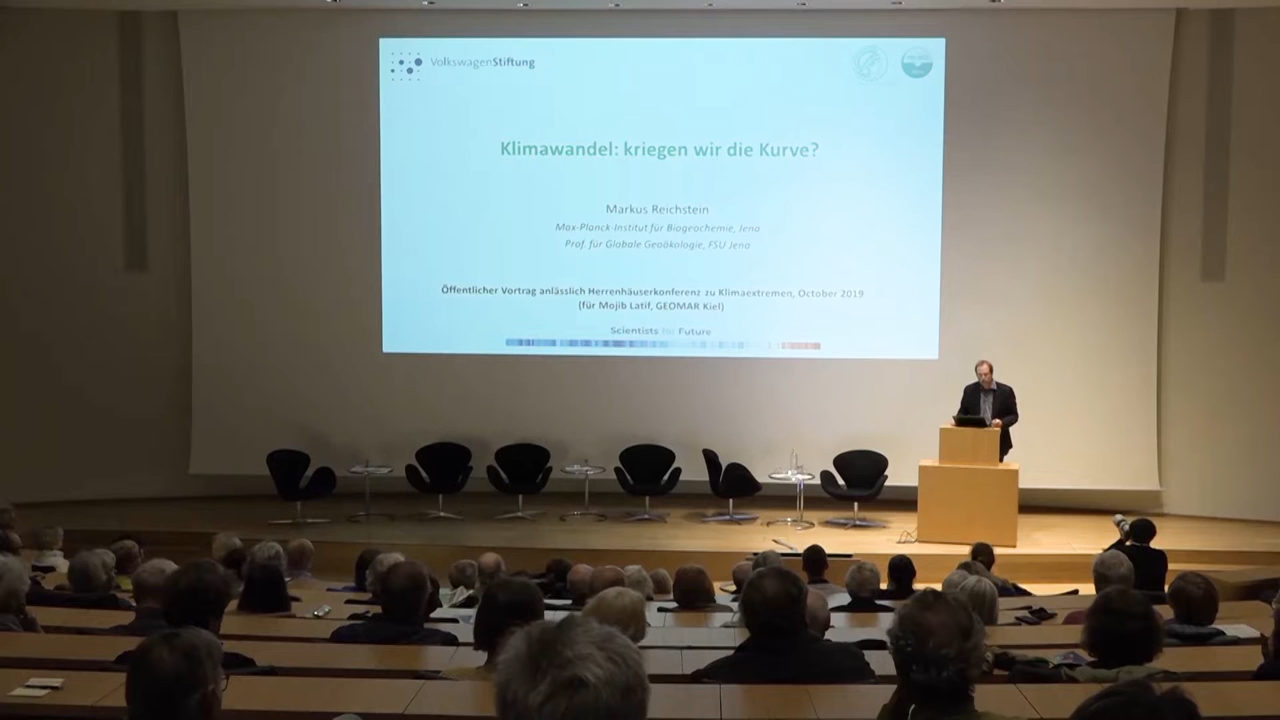 VolkswagenStiftung
Klimawandel: kriegen wir die Kurve?
Markus Reichstein
Max-Planck-Institut für Biogeochemie, Jena
Prof. für Globale Geoökologie, FSU Jena
Öffentlicher Vortrag anlässlich Herrenhäuserkonferenz zu Klimaextremen, October 2019
(für Mojib Latif, GEOMAR Kiel)
Scientists for Future